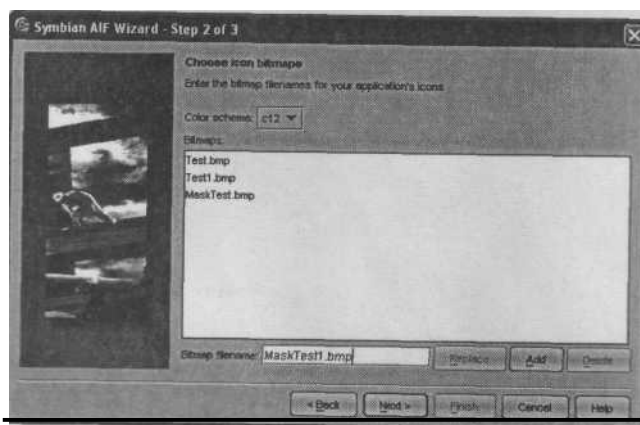 Symbian AIF Wizard - Step 2 of 3
Choose icon bitmaps
Enter the bitmap filenames for your application's icons
Color scheme: c12
Bitmaps:
Test.bmp
Test1.bmp
MaskTest.bmp
Bitmap filename: MaskTest1.bmp
Replace Add Delete
< Back Next > Finish Cancel Help